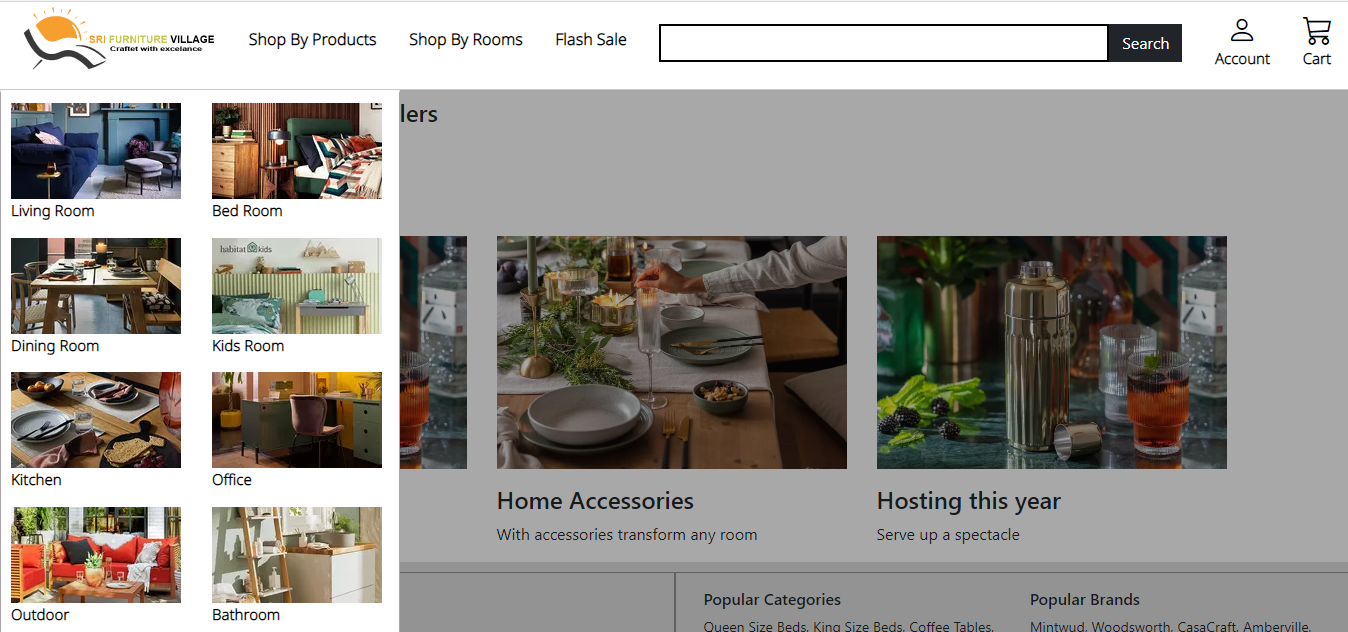 SRI FURNITURE VILLAGE
Craftet with excelance
Shop By Products
Shop By Rooms
Flash Sale
Search
Account
Cart
lers
Living Room
Bed Room
habitat kids
Dining Room
Kids Room
Kitchen
Office
Outdoor
Bathroom
Home Accessories
With accessories transform any room
Hosting this year
Serve up a spectacle
Popular Categories
Queen Size Beds, King Size Beds, Coffee Tables,
Popular Brands
Mintwud, Woodsworth, CasaCraft, Amberville,